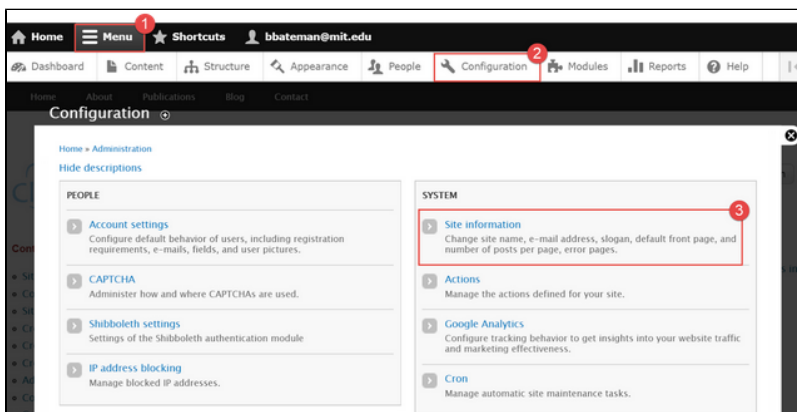 1
Home Menu Shortcuts bbateman@mit.edu
2
Dashboard Content Structure Appearance People Configuration Modules Reports Help
Home About Publications Blog Contact
Configuration
Home » Administration
Hide descriptions
PEOPLE
Account settings
Configure default behavior of users, including registration
requirements, e-mails, fields, and user pictures.
CAPTCHA
Administer how and where CAPTCHAs are used.
Shibboleth settings
Settings of the Shibboleth authentication module
IP address blocking
Manage blocked IP addresses.
SYSTEM
3
Site information
Change site name, e-mail address, slogan, default front page, and
number of posts per page, error pages.
Actions
Manage the actions defined for your site.
Google Analytics
Configure tracking behavior to get insights into your website traffic
and marketing effectiveness.
Cron
Manage automatic site maintenance tasks.